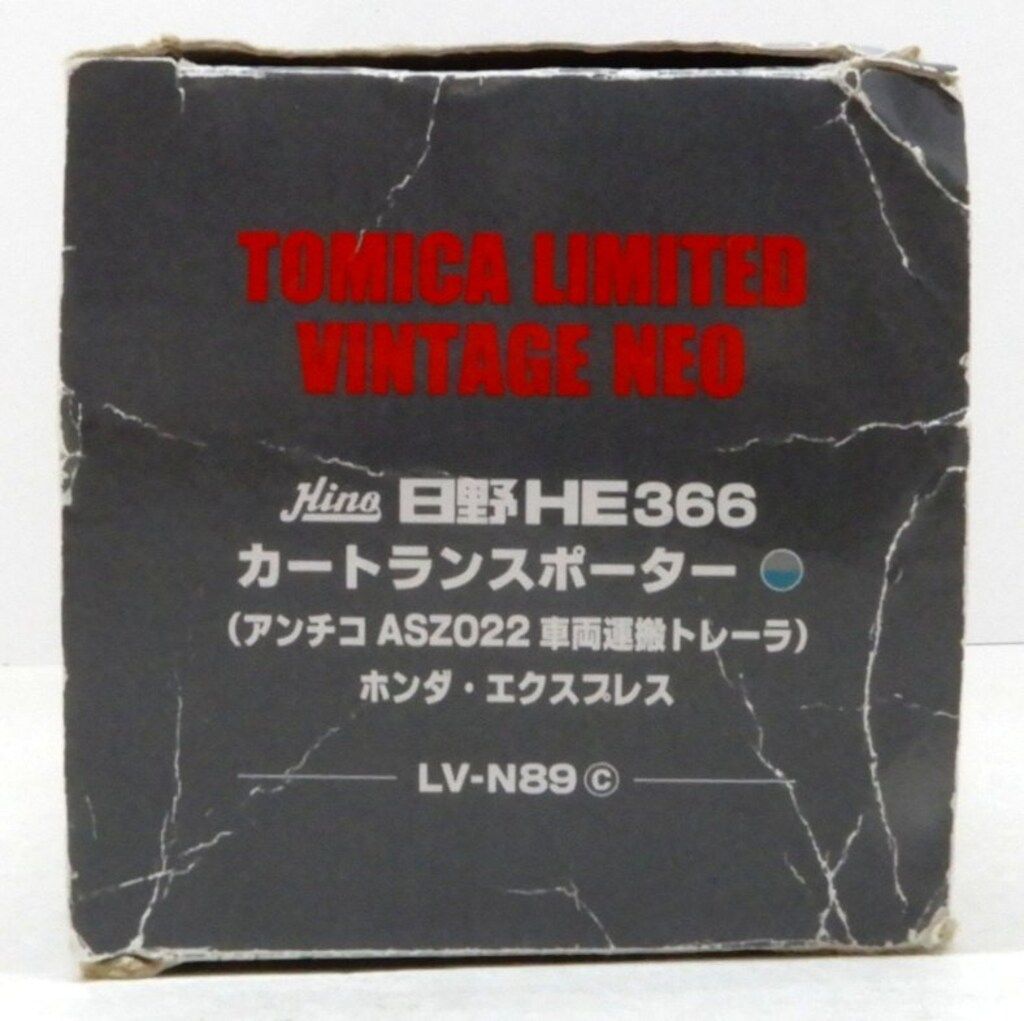 TOMICA LIMITED
VINTAGE NEO
Hino 日野HE366
カートランスポーター
（アンチコ ASZ022 車両運搬トレーラ）
ホンダ・エクスプレス
LV-N89 ⓒ